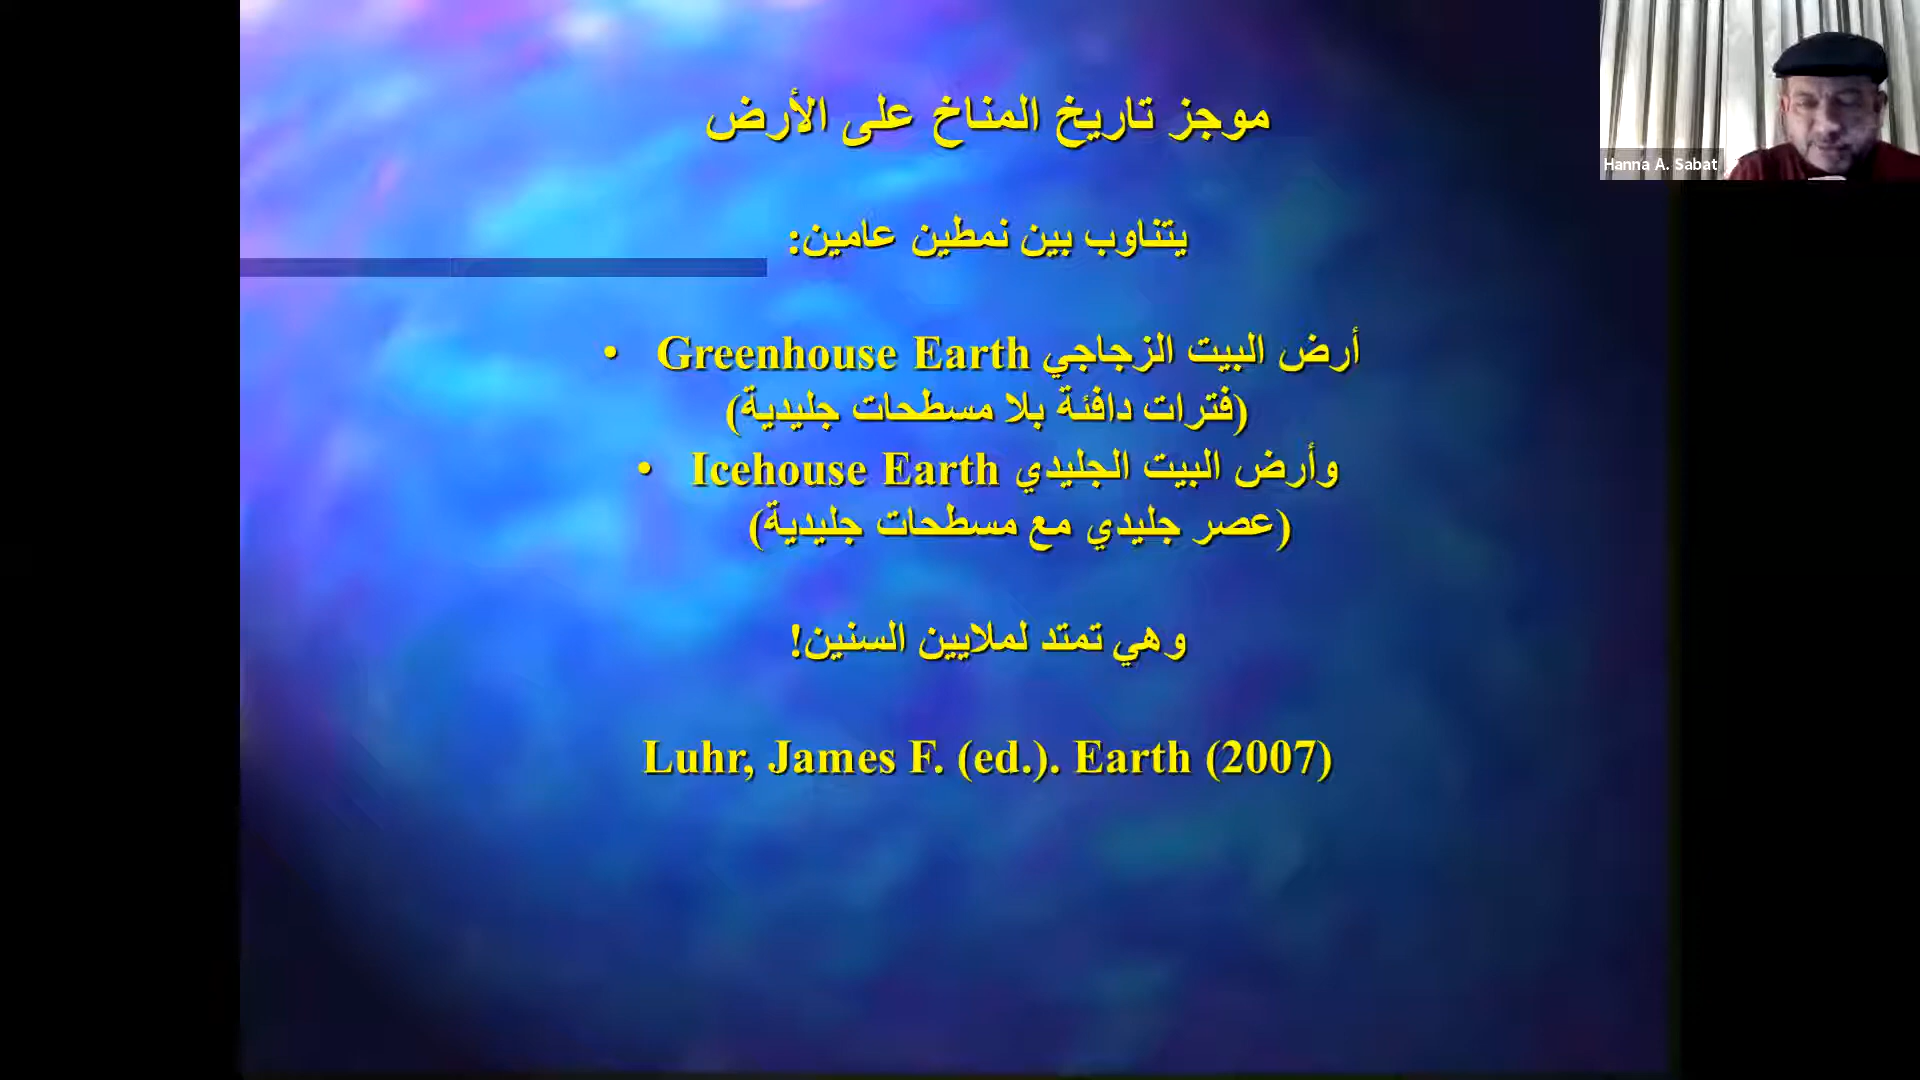 موجز تاريخ المناخ على الأرض
يتناوب بين نمطين عامين:
• أرض البيت الزجاجي Greenhouse Earth
(فترات دافئة بلا مسطحات جليدية)
• وأرض البيت الجليدي Icehouse Earth
(عصر جليدي مع مسطحات جليدية)
وهي تمتد لملايين السنين!
Luhr, James F. (ed.). Earth (2007)
Hanna A. Sabat